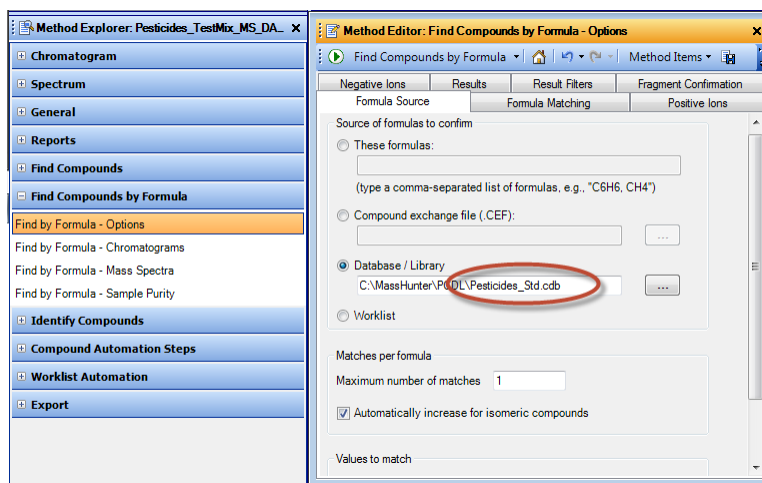 Method Explorer: Pesticides_TestMix_MS_DA...
Chromatogram
Spectrum
General
Reports
Find Compounds
Find Compounds by Formula
Find by Formula - Options
Find by Formula - Chromatograms
Find by Formula - Mass Spectra
Find by Formula - Sample Purity
Identify Compounds
Compound Automation Steps
Worklist Automation
Export
Method Editor: Find Compounds by Formula - Options
Find Compounds by Formula Method Items
Negative Ions Results Result Filters Fragment Confirmation
Formula Source Formula Matching Positive Ions
Source of formulas to confirm
These formulas:
(type a comma-separated list of formulas, e.g., "C6H6, CH4")
Compound exchange file (.CEF):
...
Database / Library
C:\MassHunter\PCDL\Pesticides_Std.cdb ...
Worklist
Matches per formula
Maximum number of matches 1
Automatically increase for isomeric compounds
Values to match